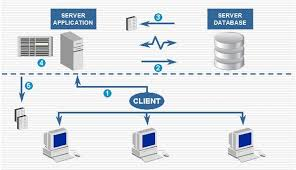 SERVER
APPLICATION
SERVER
DATABASE
3
4
2
5
1
CLIENT